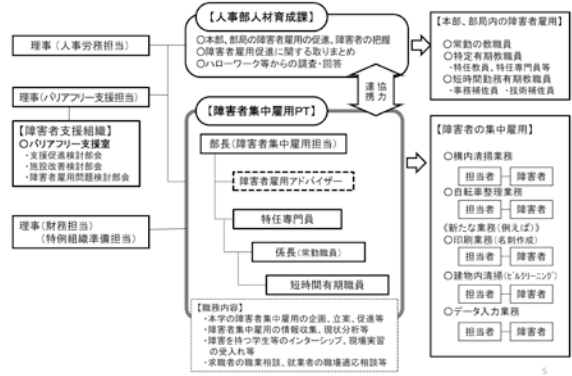 理事(人事労務担当)
理事(バリアフリー支援担当)
【障害者支援組織】
○バリアフリー支援室
・支援促進検討部会
・施設改善検討部会
・障害者雇用問題検討部会
理事(財務担当)
(特例組織準備担当)
【人事部人材育成課】
○本部、部局の障害者雇用の促進、障害者の把握
○障害者雇用促進に関する取りまとめ
○ハローワーク等からの調査・回答
連携
協力
【障害者集中雇用PT】
部長(障害者集中雇用担当)
障害者雇用アドバイザー
特任専門員
係長(常勤職員)
短時間有期職員
【職務内容】
・本学の障害者集中雇用の企画、立案、促進等
・障害者集中雇用の情報収集、現状分析等
・障害を持つ学生等のインターンシップ、現場実習
の受入れ等
・求職者の職業相談、就業者の職場適応相談等
【本部、部局内の障害者雇用】
○常勤の教職員
○特定有期教職員
・特任教員、特任専門員等
○短時間勤務有期教職員
・事務補佐員 ・技術補佐員
【障害者の集中雇用】
○構内清掃業務
担当者 障害者
○自転車整理業務
担当者 障害者
《新たな業務(例えば)》
○印刷業務(名刺作成)
担当者 障害者
○建物内清掃(ビルクリーニング)
担当者 障害者
○データ入力業務
担当者 障害者
5